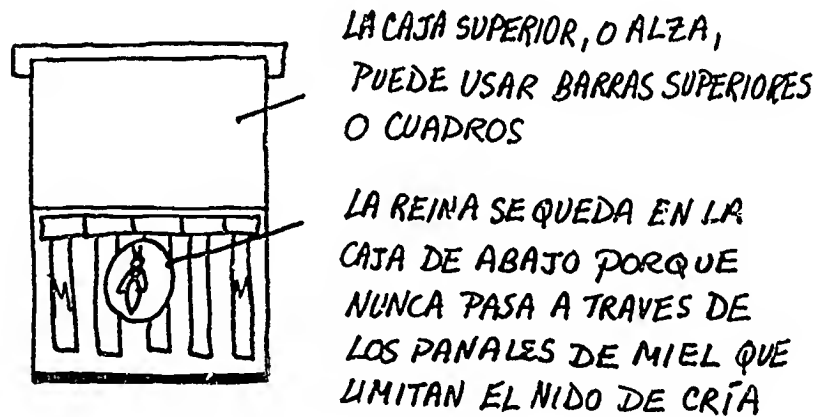 LA CAJA SUPERIOR, O ALZA,
PUEDE USAR BARRAS SUPERIORES
O CUADROS
LA REINA SE QUEDA EN LA
CAJA DE ABAJO PORQUE
NUNCA PASA A TRAVES DE
LOS PANALES DE MIEL QUE
LIMITAN EL NIDO DE CRÍA